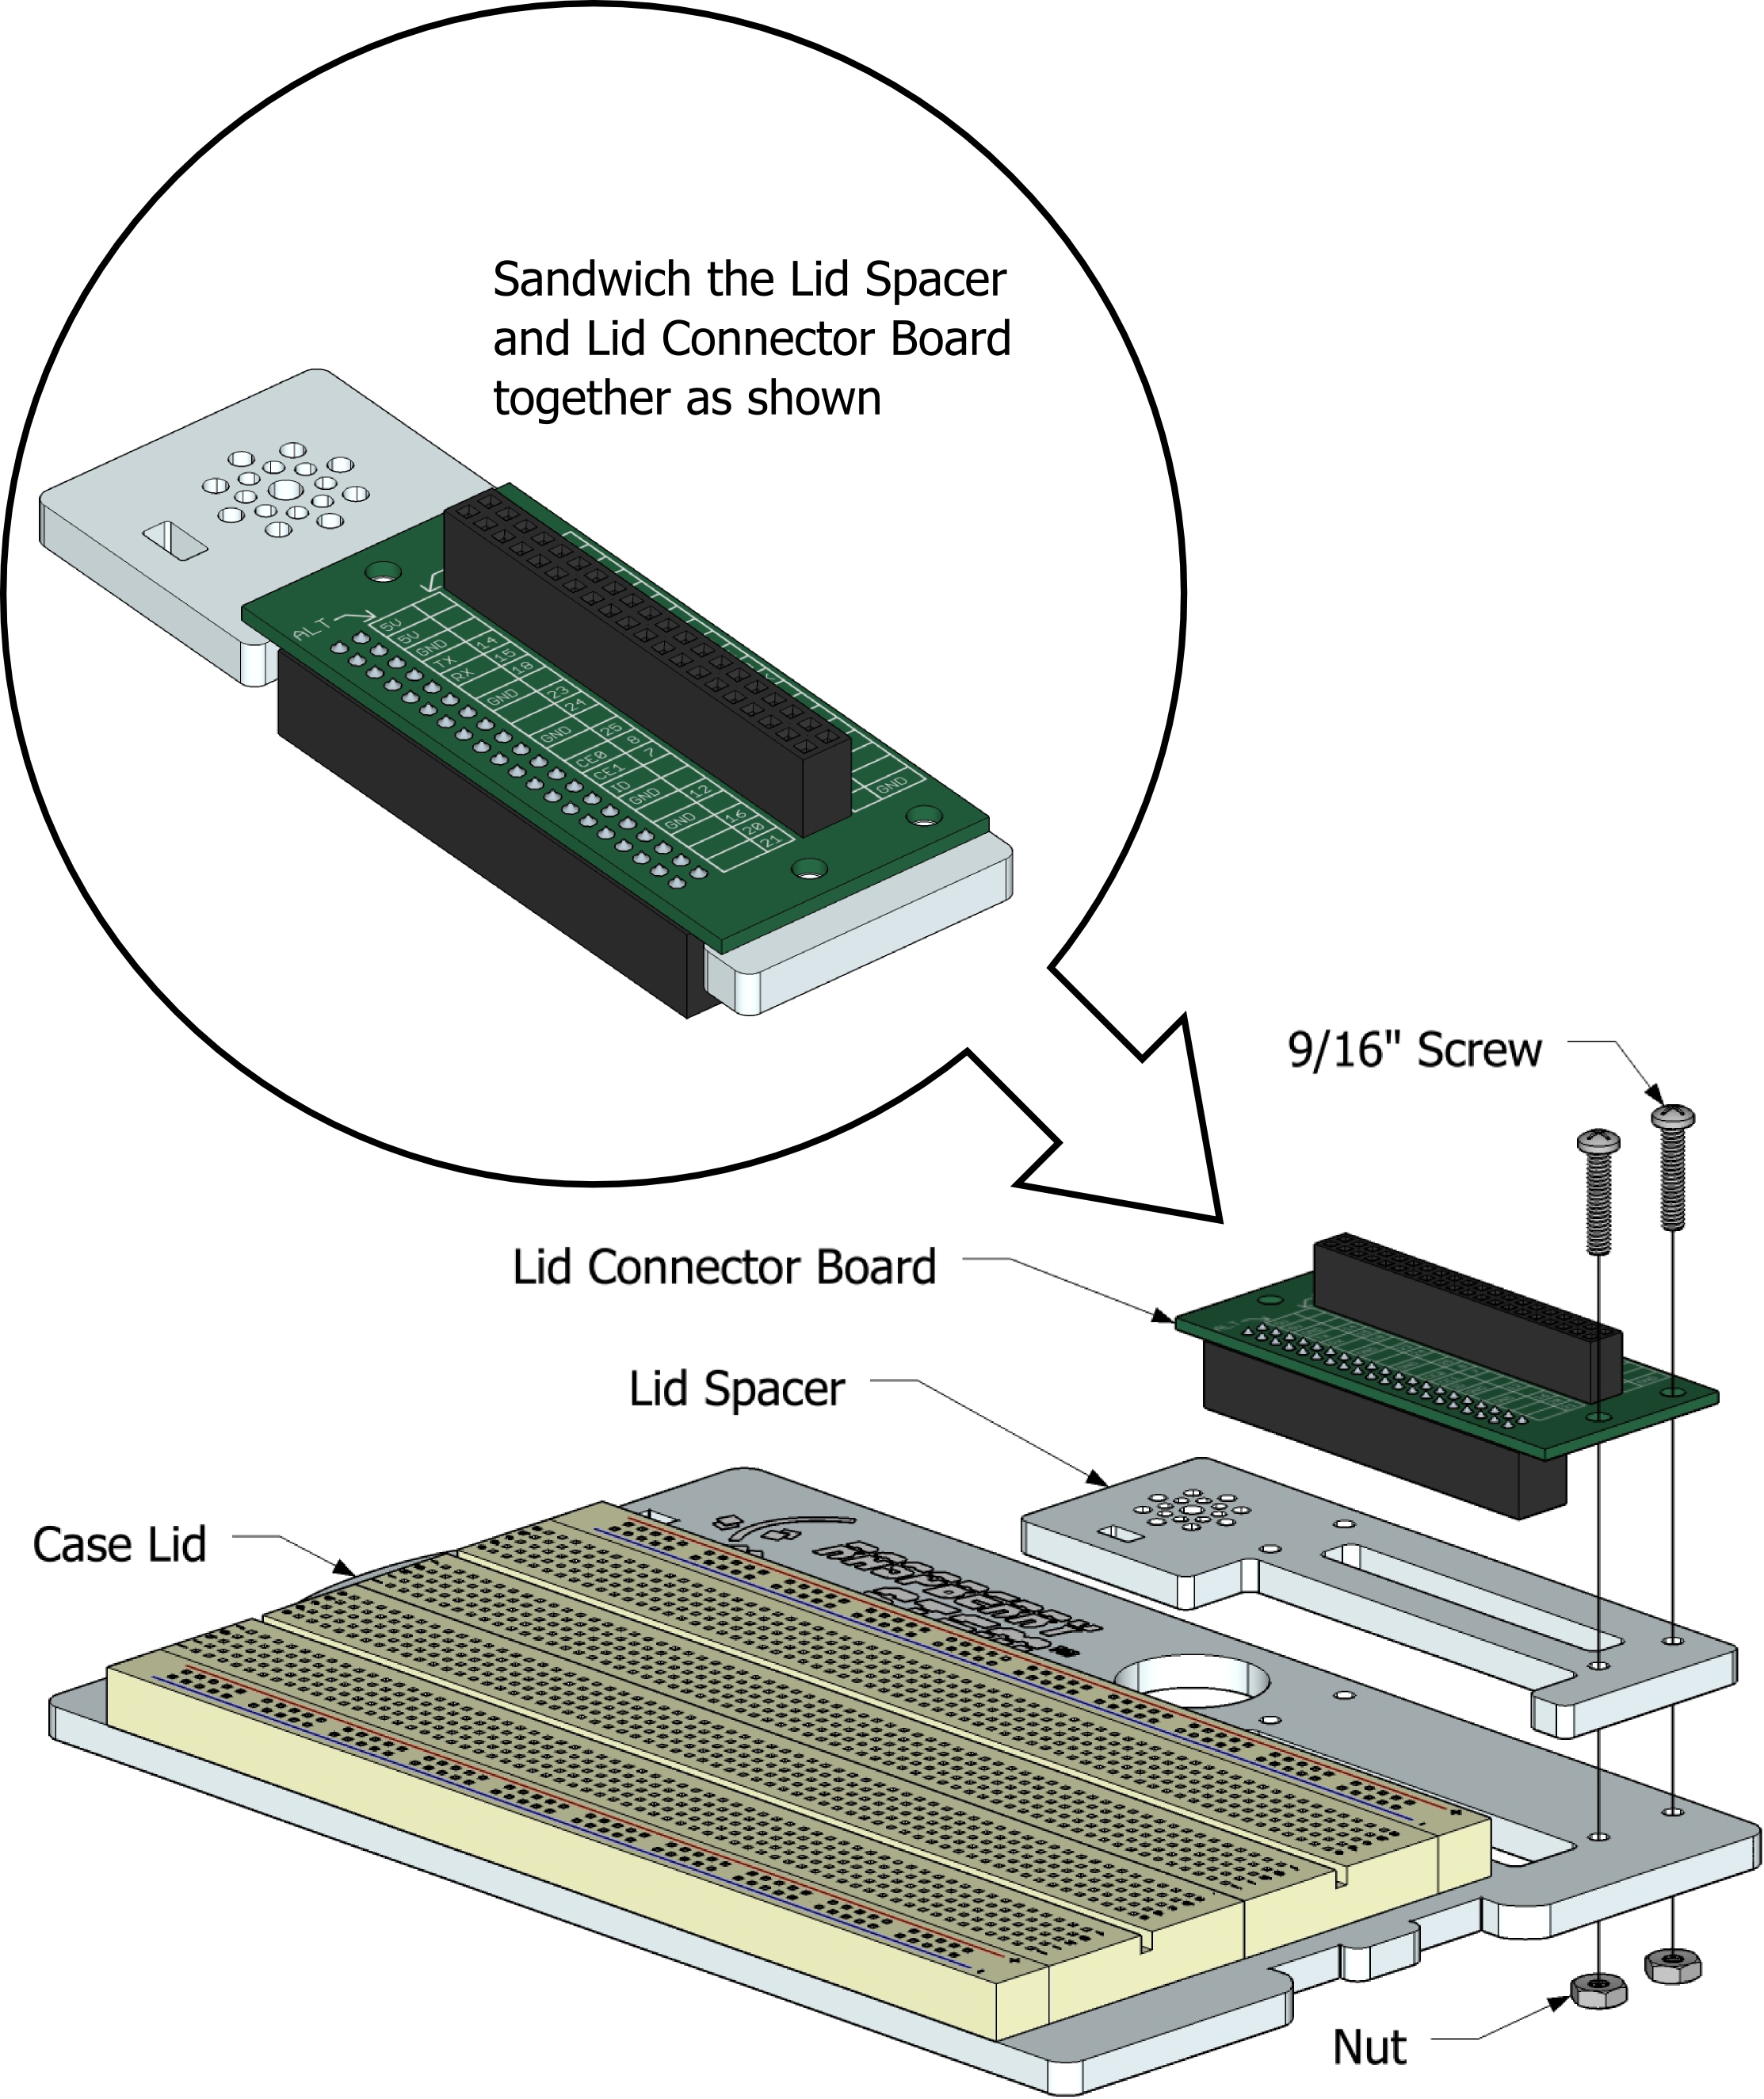 Sandwich the Lid Spacer
and Lid Connector Board
together as shown
ALT
5V
5V
GND
TX 14
RX 15
18
GND
23
24
GND
25
CE0 8
CE1 7
ID
GND
12
GND
16
20
21
GND
9/16" Screw
Lid Connector Board
Lid Spacer
Case Lid
RASPBERRY
Nut